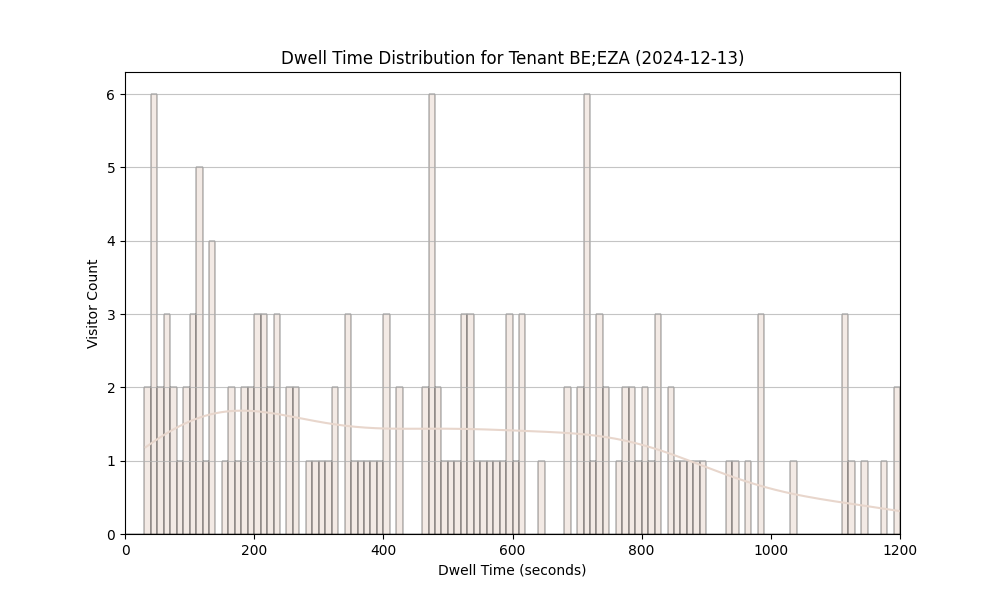 Dwell Time Distribution for Tenant BE;EZA (2024-12-13)
6
5
4
3
2
1
0
Visitor Count
0 200 400 600 800 1000 1200
Dwell Time (seconds)